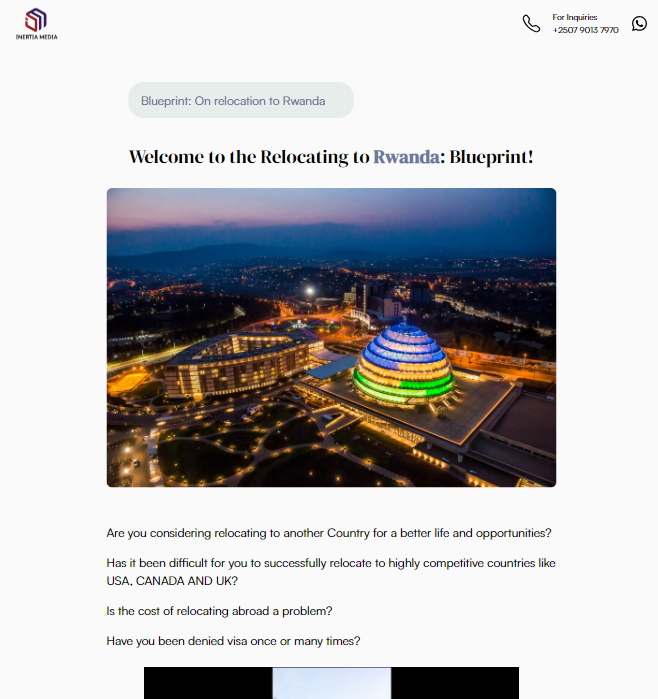 INERTIA MEDIA
For Inquiries
+2507 9013 7970
Blueprint: On relocation to Rwanda
Welcome to the Relocating to Rwanda: Blueprint!
Are you considering relocating to another Country for a better life and opportunities?
Has it been difficult for you to successfully relocate to highly competitive countries like
USA, CANADA AND UK?
Is the cost of relocating abroad a problem?
Have you been denied visa once or many times?